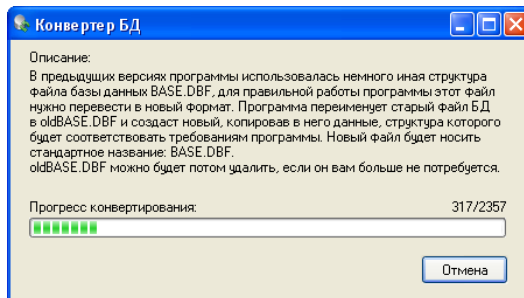 Конвертер БД
Описание:
В предыдущих версиях программы использовалась немного иная структура
файла базы данных BASE.DBF, для правильной работы программы этот файл
нужно перевести в новый формат. Программа переименует старый файл БД
в oldBASE.DBF и создаст новый, копировав в него данные, структура которого
будет соответствовать требованиям программы. Новый файл будет носить
стандартное название: BASE.DBF.
oldBASE.DBF можно будет потом удалить, если он вам больше не потребуется.
Прогресс конвертирования: 317/2357
Отмена